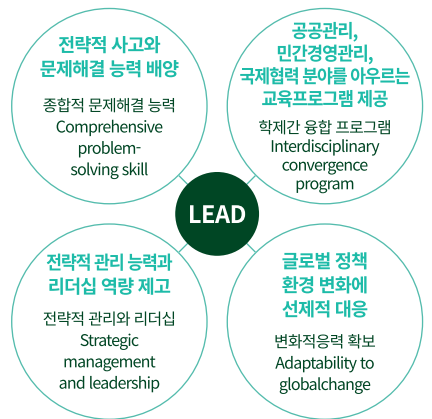 전략적 사고와
문제해결 능력 배양
종합적 문제해결 능력
Comprehensive
problem-
solving skill
공공관리,
민간경영관리,
국제협력 분야를 아우르는
교육프로그램 제공
학제간 융합 프로그램
Interdisciplinary
convergence
program
LEAD
전략적 관리 능력과
리더십 역량 제고
전략적 관리와 리더십
Strategic
management
and leadership
글로벌 정책
환경 변화에
선제적 대응
변화적응력 확보
Adaptability to
globalchange